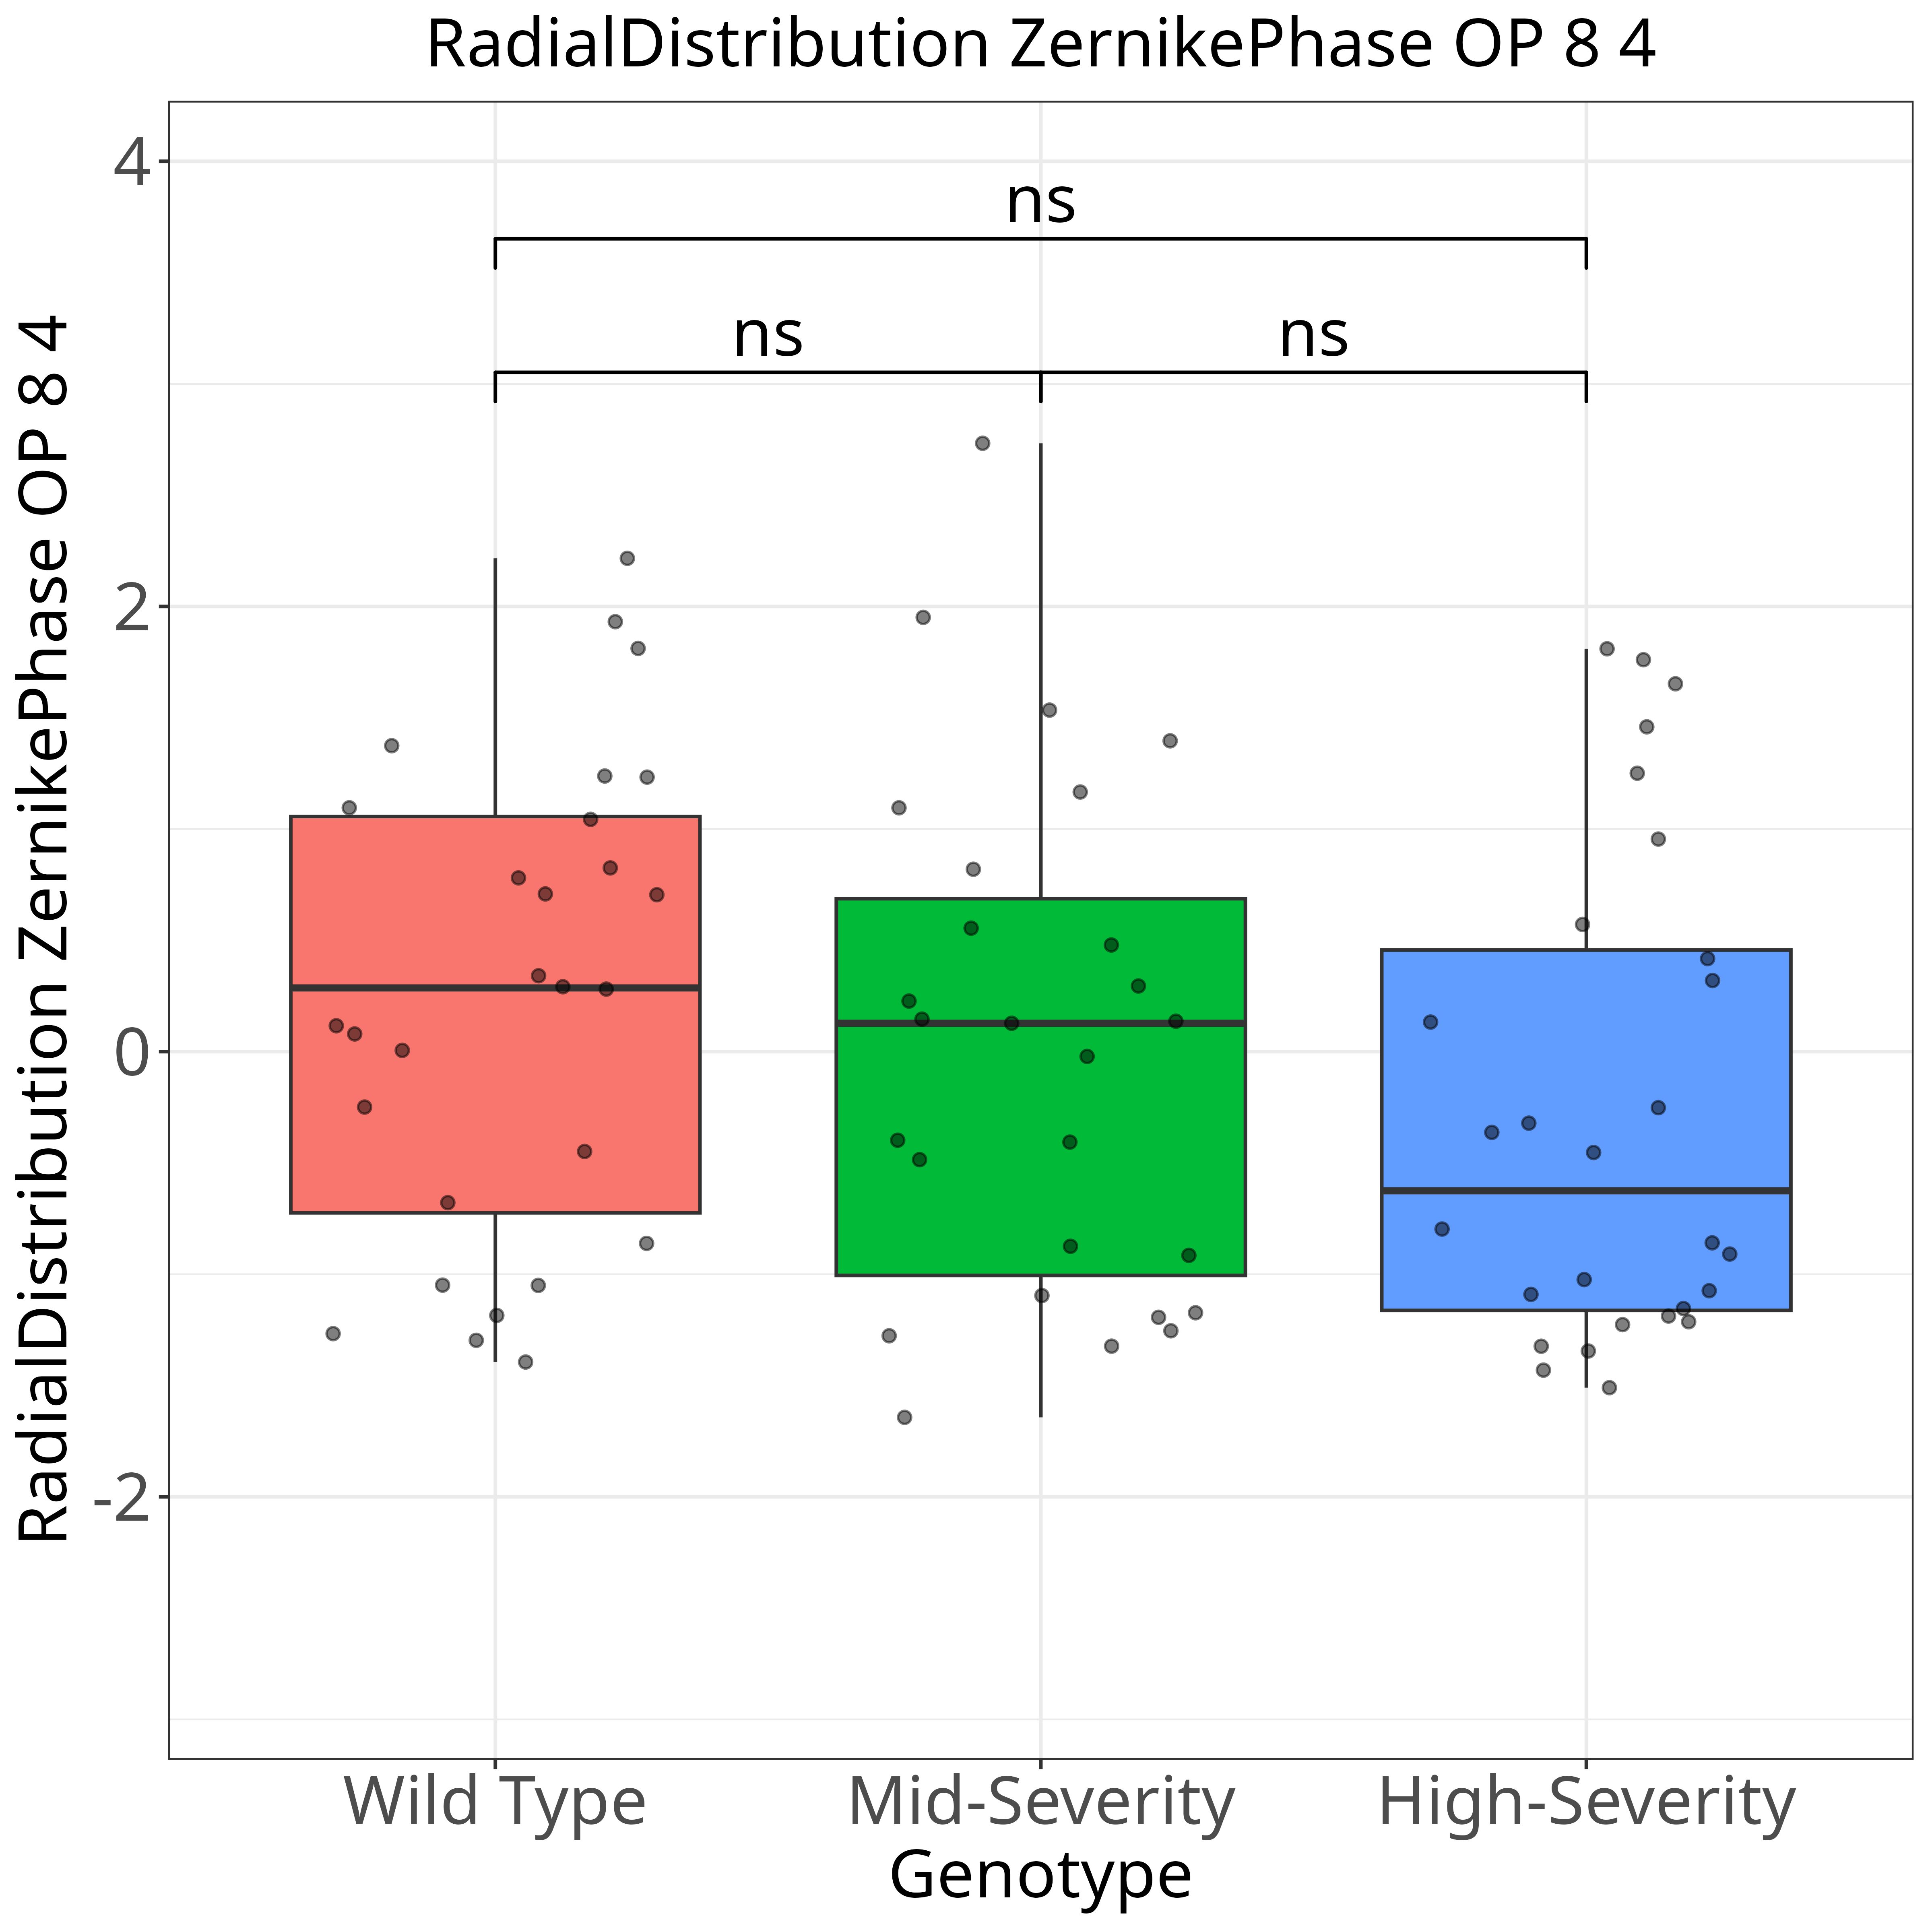 RadialDistribution ZernikePhase OP 8 4
RadialDistribution ZernikePhase OP 8 4
4
2
0
-2
ns
ns
ns
Wild Type
Mid-Severity
High-Severity
Genotype